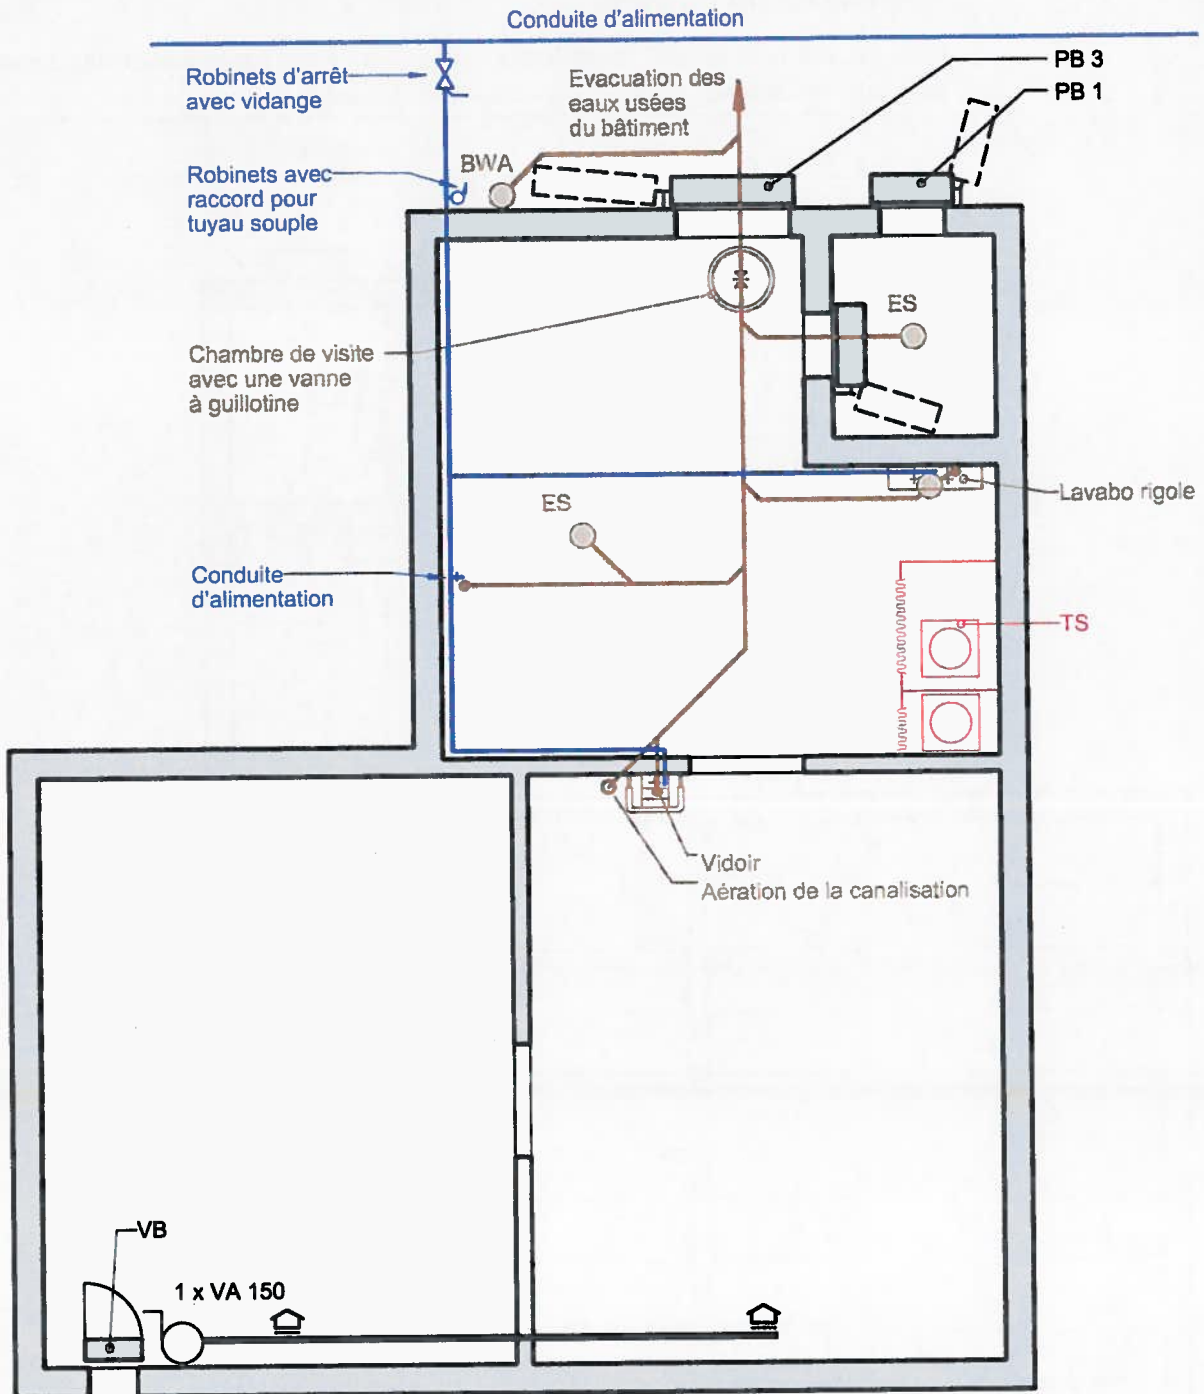 Conduite d'alimentation
Robinets d'arrêt
avec vidange
Evacuation des
eaux usées
du bâtiment
PB 3
PB 1
BWA
Robinets avec
raccord pour
tuyau souple
ES
Chambre de visite
avec une vanne
à guillotine
Lavabo rigole
ES
Conduite
d'alimentation
TS
Vidoir
Aération de la canalisation
VB
1 x VA 150